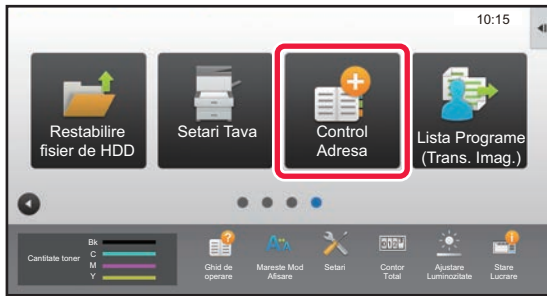 10:15
Restabilire
fisier de HDD
Setari Tava
Control
Adresa
Lista Programe
(Trans. Imag.)
Cantitate toner
Bk
C
M
Y
Ghid de
operare
Mareste Mod
Afisare
Setari
Contor
Total
Ajustare
Luminozitate
Stare
Lucrare